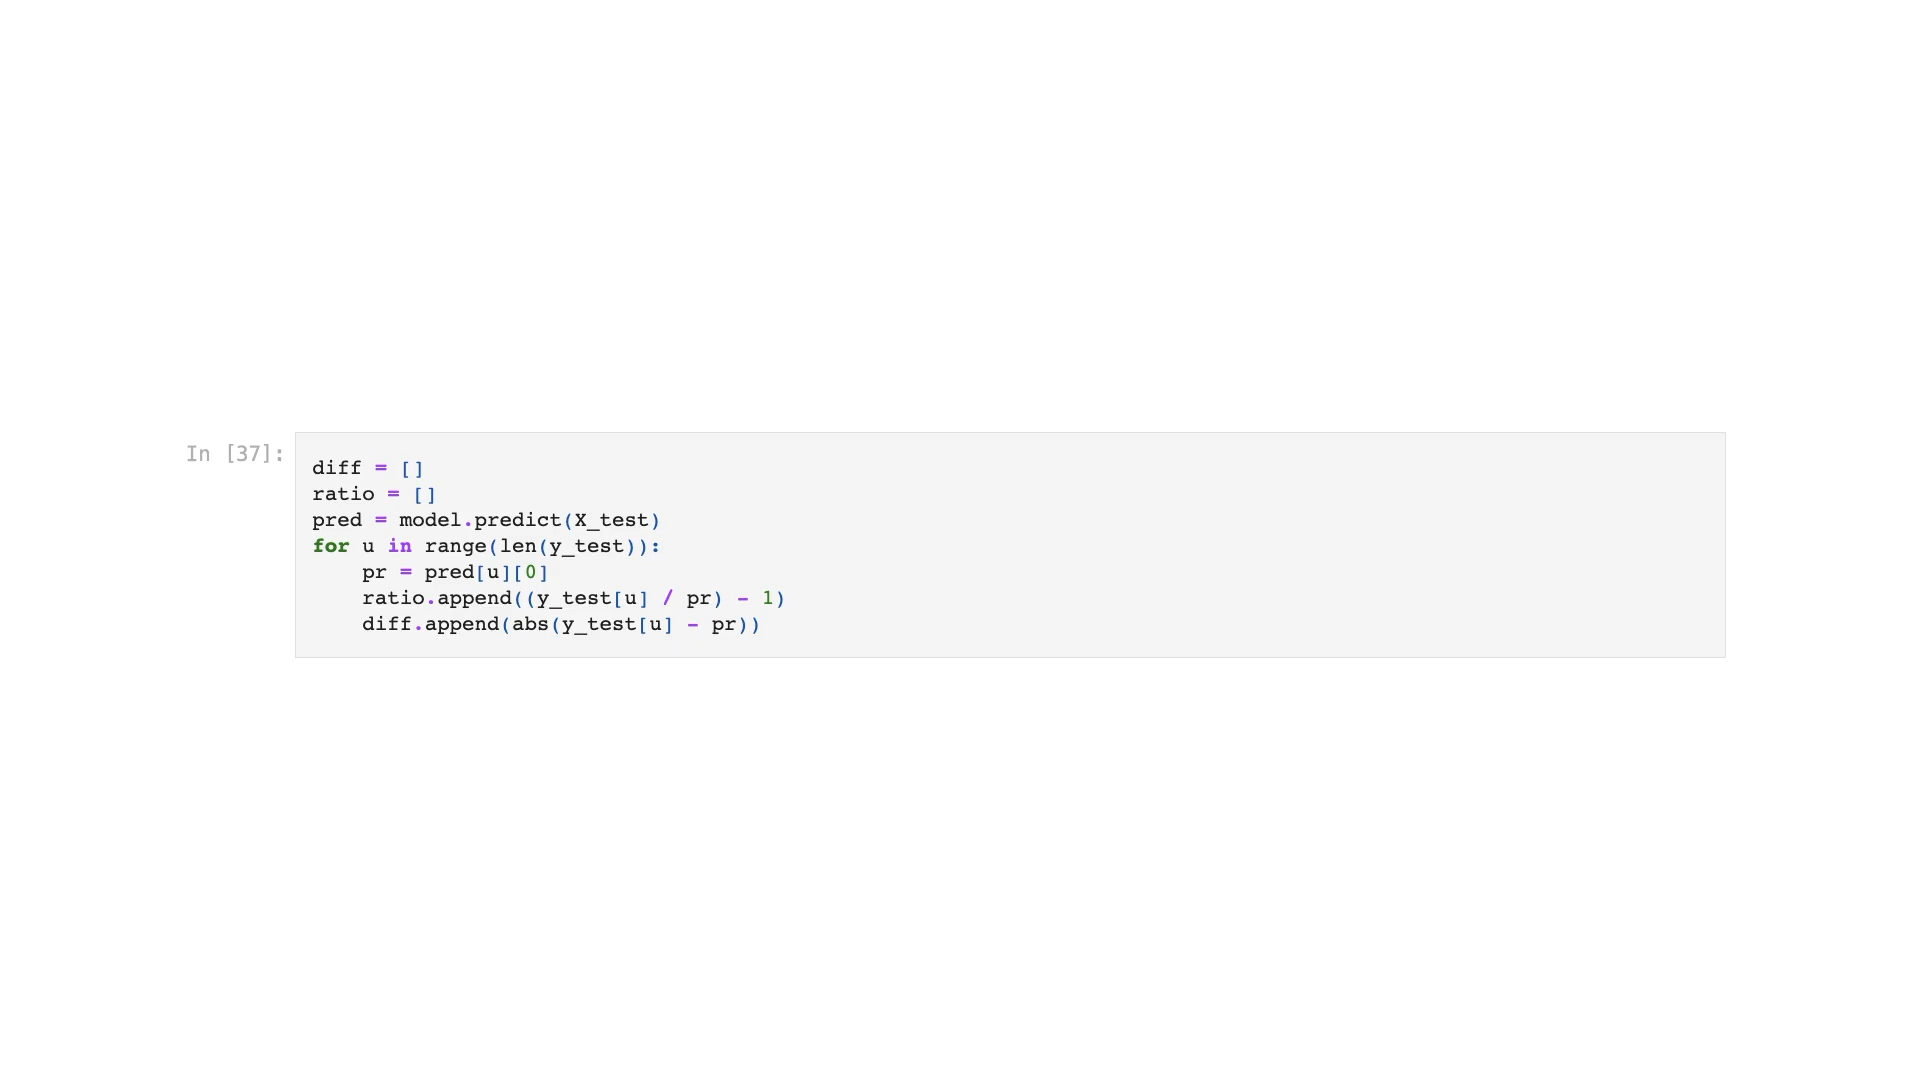 In [37]:
diff = []
ratio = []
pred = model.predict(X_test)
for u in range(len(y_test)):
    pr = pred[u][0]
    ratio.append((y_test[u] / pr) - 1)
    diff.append(abs(y_test[u] - pr))